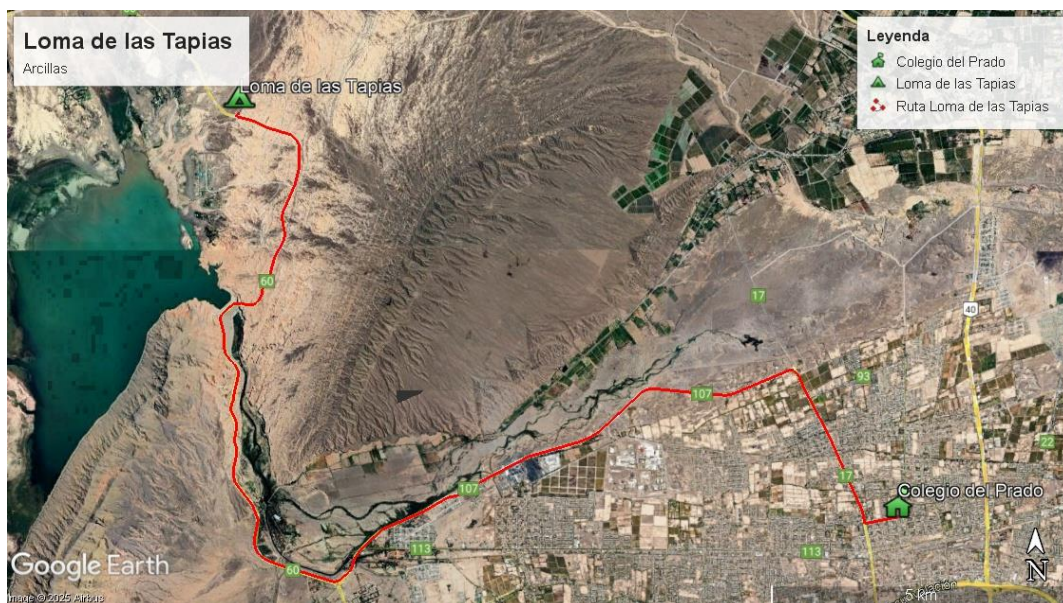 Loma de las Tapias
Arcillas
Leyenda
Colegio del Prado
Loma de las Tapias
Ruta Loma de las Tapias
Loma de las Tapias
60
17
40
107
93
22
107
17
Colegio del Prado
113
113
60
N
Google Earth
Image © 2025 Airbus
5 km